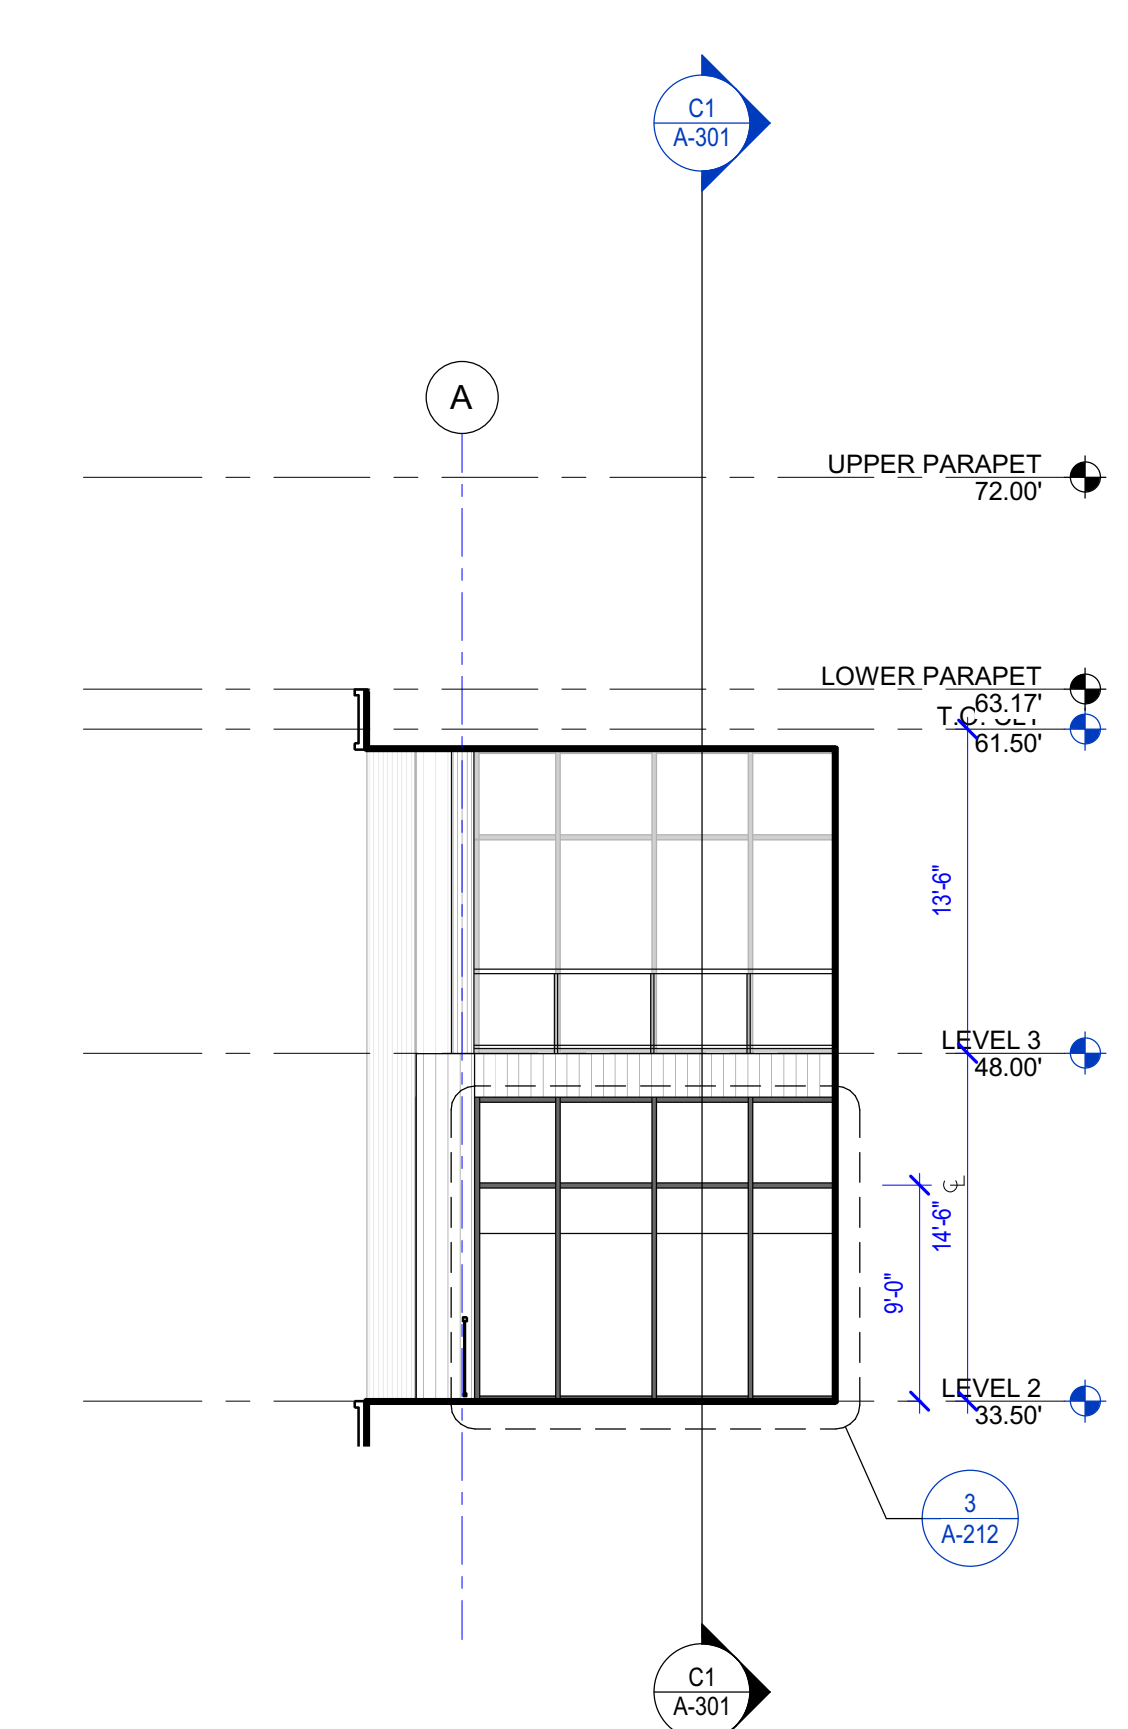 C1
A-301
A
UPPER PARAPET
72.00'
LOWER PARAPET
63.17'
T.O. CLT
61.50'
13'-6"
LEVEL 3
48.00'
14'-6"
9'-0"
LEVEL 2
33.50'
3
A-212
C1
A-301